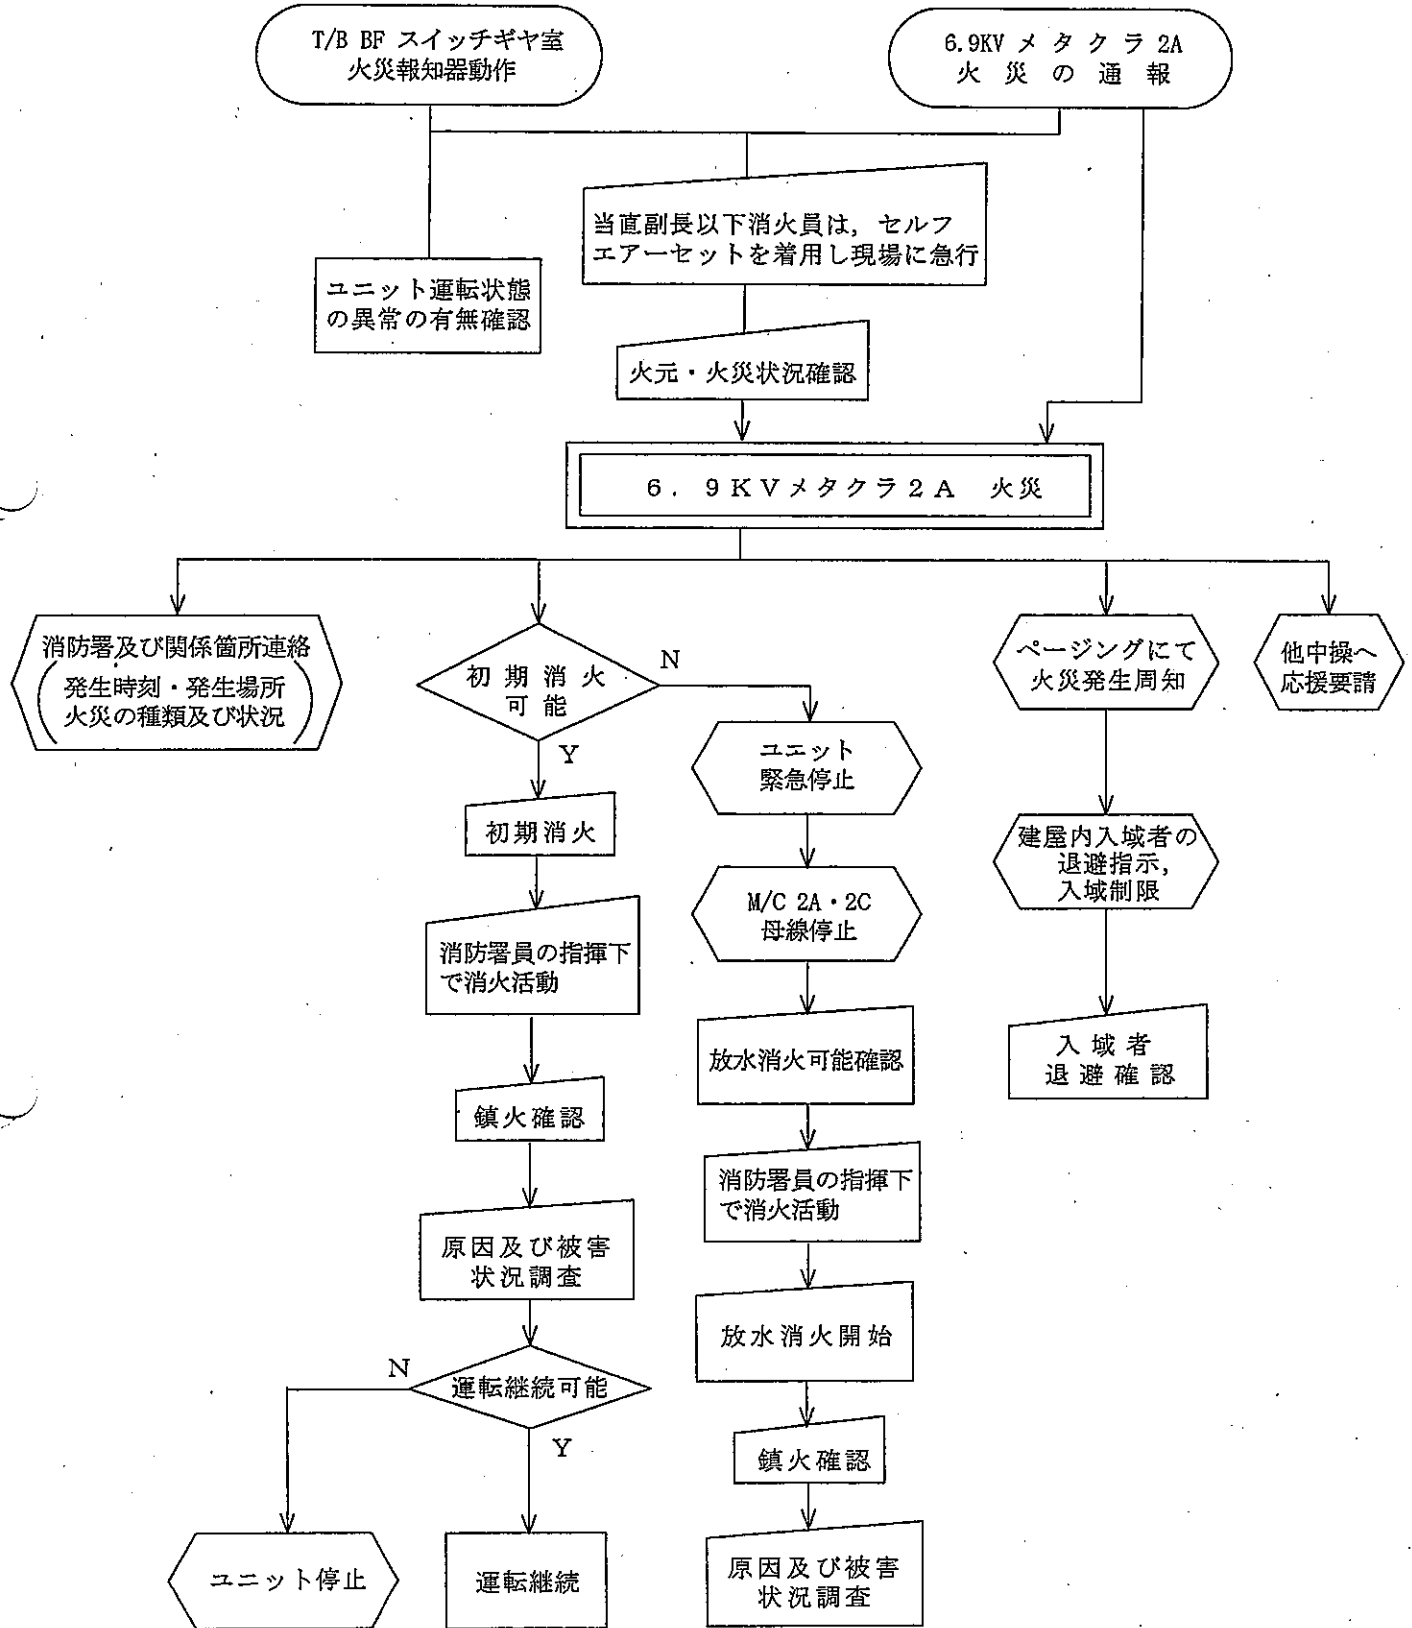 T/B BF スイッチギヤ室
火災報知器動作
6.9KV メタクラ 2A
火災の通報
当直副長以下消火員は，セルフ
エアーセットを着用し現場に急行
ユニット運転状態
の異常の有無確認
火元・火災状況確認
6．9KVメタクラ2A　火災
消防署及び関係箇所連絡
(発生時刻・発生場所
火災の種類及び状況)
初期消火
可能
N
Y
ページングにて
火災発生周知
他中操へ
応援要請
ユエット
緊急停止
初期消火
建屋内入域者の
退避指示，
入域制限
M/C 2A・2C
母線停止
消防署員の指揮下
で消火活動
放水消火可能確認
入域者
退避確認
鎮火確認
消防署員の指揮下
で消火活動
原因及び被害
状況調査
放水消火開始
N
運転継続可能
Y
鎮火確認
ユニット停止
運転継続
原因及び被害
状況調査